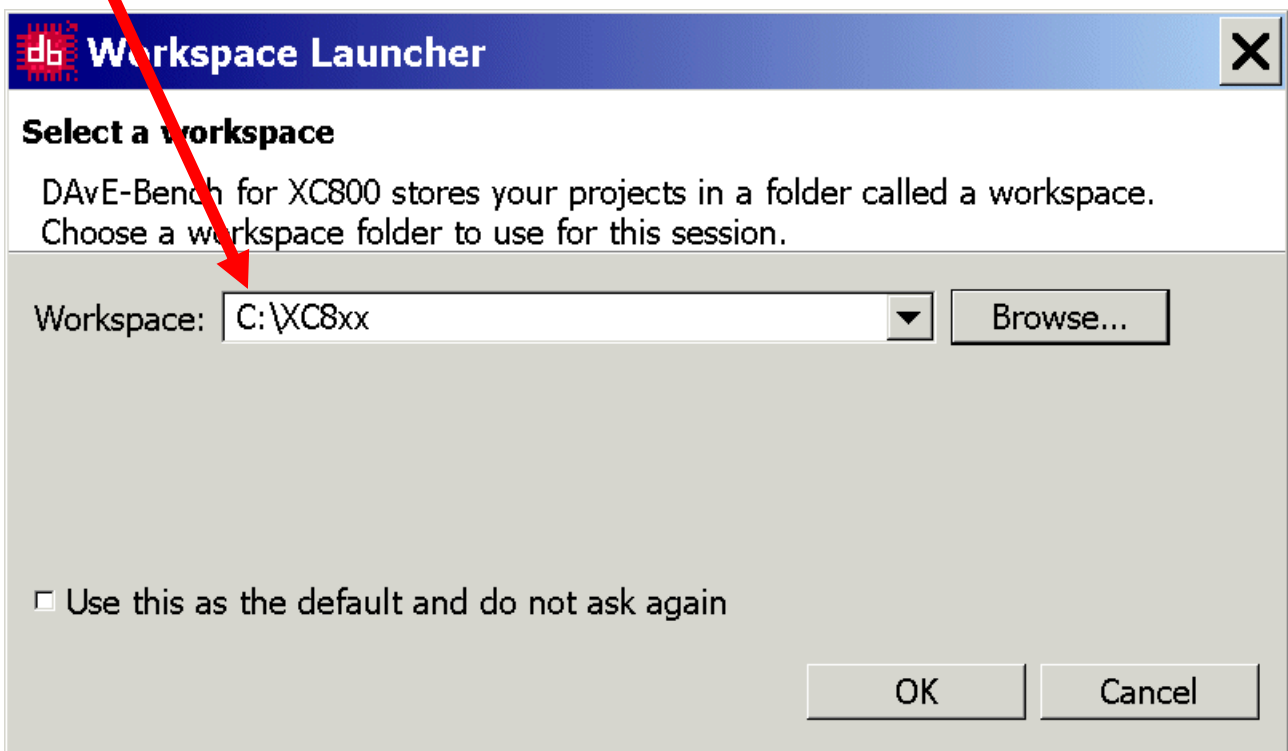 db Workspace Launcher
Select a workspace
DAvE-Bench for XC800 stores your projects in a folder called a workspace.
Choose a workspace folder to use for this session.
Workspace: C:\XC8xx Browse...
Use this as the default and do not ask again
OK Cancel